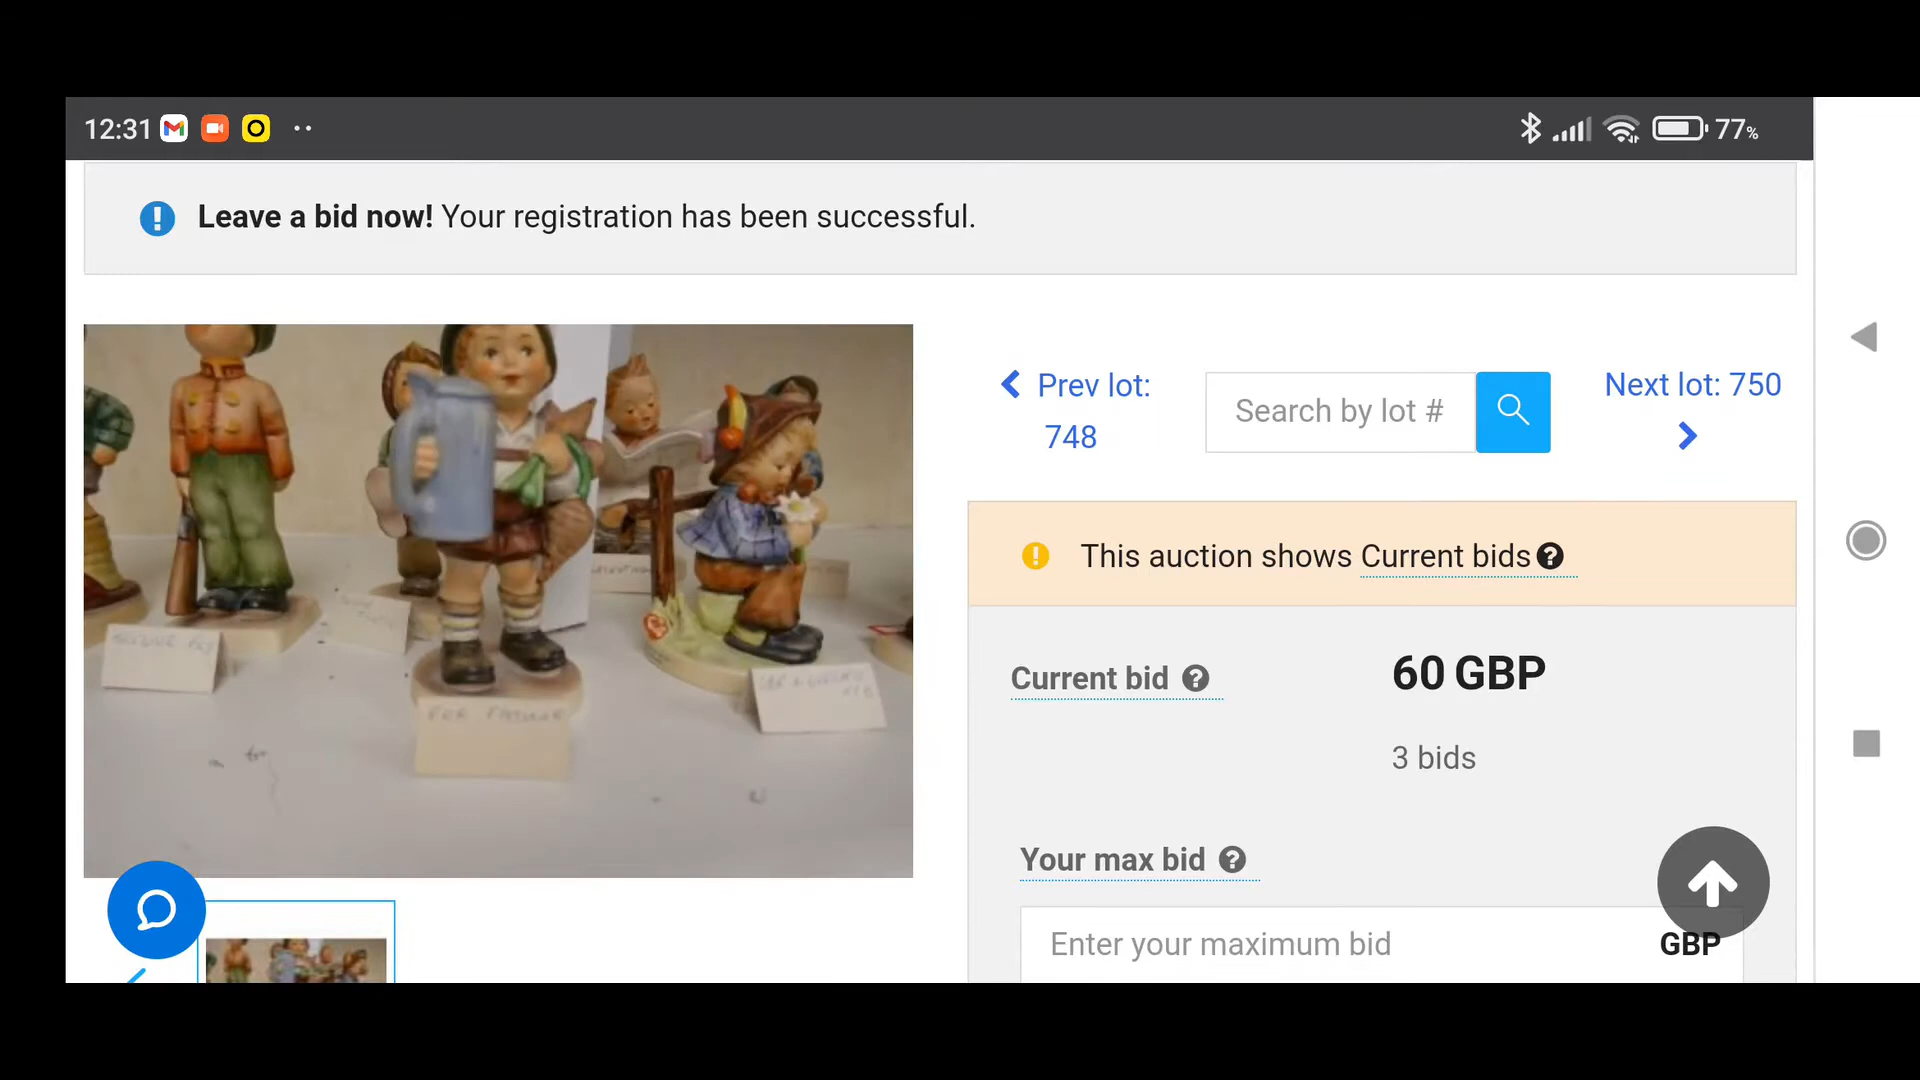 12:31
77%
Leave a bid now! Your registration has been successful.
Prev lot:
748
Search by lot #
Next lot: 750
This auction shows Current bids
Current bid
60 GBP
3 bids
Your max bid
Enter your maximum bid
GBP
FOR FATHER